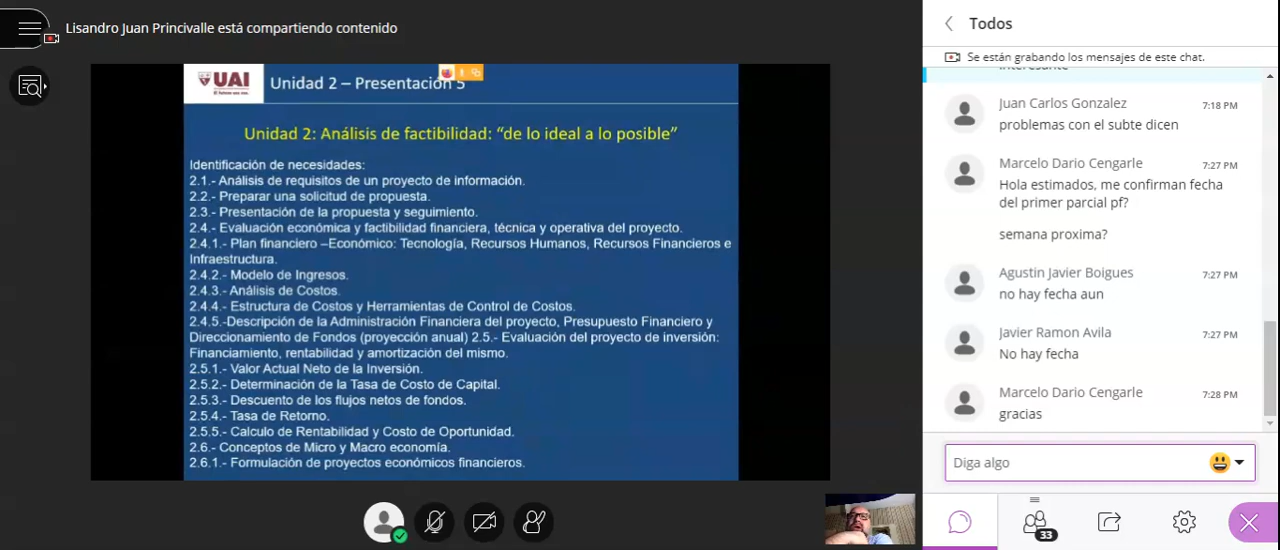 Lisandro Juan Princivalle está compartiendo contenido
UAI
Unidad 2 – Presentación 5
Unidad 2: Análisis de factibilidad: “de lo ideal a lo posible”
Identificación de necesidades:
2.1.- Análisis de requisitos de un proyecto de información.
2.2.- Preparar una solicitud de propuesta.
2.3.- Presentación de la propuesta y seguimiento.
2.4.- Evaluación económica y factibilidad financiera, técnica y operativa del proyecto.
2.4.1.- Plan financiero –Económico: Tecnología, Recursos Humanos, Recursos Financieros e
Infraestructura.
2.4.2.- Modelo de Ingresos.
2.4.3.- Análisis de Costos.
2.4.4.- Estructura de Costos y Herramientas de Control de Costos.
2.4.5.-Descripción de la Administración Financiera del proyecto, Presupuesto Financiero y
Direccionamiento de Fondos (proyección anual) 2.5.- Evaluación del proyecto de inversión:
Financiamiento, rentabilidad y amortización del mismo.
2.5.1.- Valor Actual Neto de la Inversión.
2.5.2.- Determinación de la Tasa de Costo de Capital.
2.5.3.- Descuento de los flujos netos de fondos.
2.5.4.- Tasa de Retorno.
2.5.5.- Calculo de Rentabilidad y Costo de Oportunidad.
2.6.- Conceptos de Micro y Macro economía.
2.6.1.- Formulación de proyectos económicos financieros.
Todos
Se están grabando los mensajes de este chat.
interesante
Juan Carlos Gonzalez 7:18 PM
problemas con el subte dicen
Marcelo Dario Cengarle 7:27 PM
Hola estimados, me confirman fecha
del primer parcial pf?
semana proxima?
Agustin Javier Boigues 7:27 PM
no hay fecha aun
Javier Ramon Avila 7:27 PM
No hay fecha
Marcelo Dario Cengarle 7:28 PM
gracias
Diga algo
33